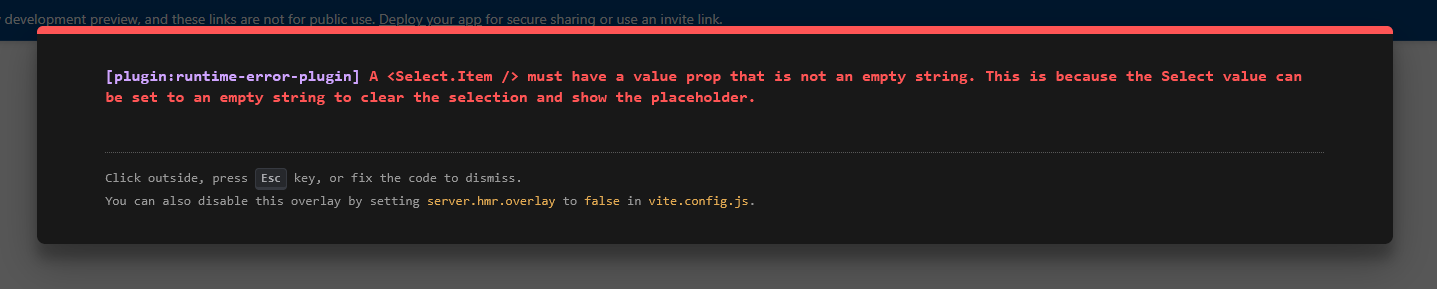 development preview, and these links are not for public use. Deploy your app for secure sharing or use an invite link.
[plugin:runtime-error-plugin] A <Select.Item /> must have a value prop that is not an empty string. This is because the Select value can
be set to an empty string to clear the selection and show the placeholder.
Click outside, press Esc key, or fix the code to dismiss.
You can also disable this overlay by setting server.hmr.overlay to false in vite.config.js.